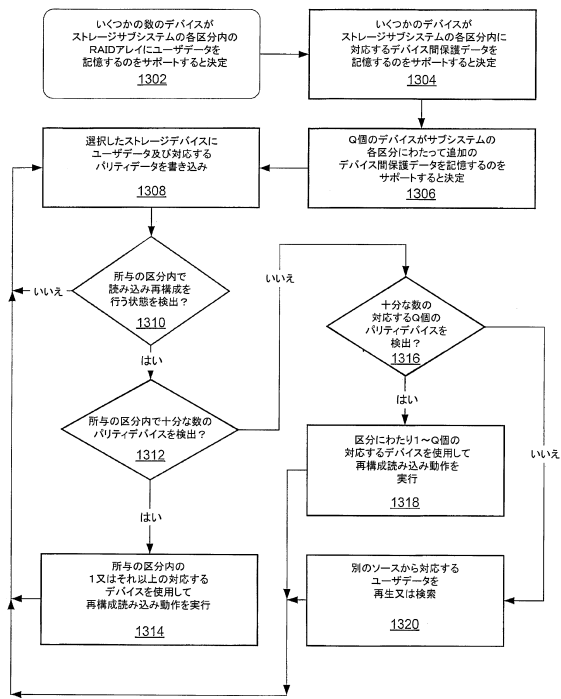 いくつかの数のデバイスが
ストレージサブシステムの各区分内の
RAIDアレイにユーザデータを
記憶するのをサポートすると決定
1302
いくつかのデバイスが
ストレージサブシステムの各区分内に
対応するデバイス間保護データを
記憶するのをサポートすると決定
1304
Q個のデバイスがサブシステムの
各区分にわたって追加の
デバイス間保護データを記憶するのを
サポートすると決定
1306
選択したストレージデバイスに
ユーザデータ及び対応する
パリティデータを書き込み
1308
所与の区分内で
読み込み再構成を
行う状態を検出？
1310
いいえ
はい
所与の区分内で十分な数の
パリティデバイスを検出？
1312
いいえ
はい
所与の区分内の
1又はそれ以上の対応する
デバイスを使用して
再構成読み込み動作を実行
1314
十分な数の
対応するQ個の
パリティデバイスを
検出？
1316
はい
いいえ
区分にわたり1～Q個の
対応するデバイスを使用して
再構成読み込み動作を
実行
1318
別のソースから対応する
ユーザデータを
再生又は検索
1320